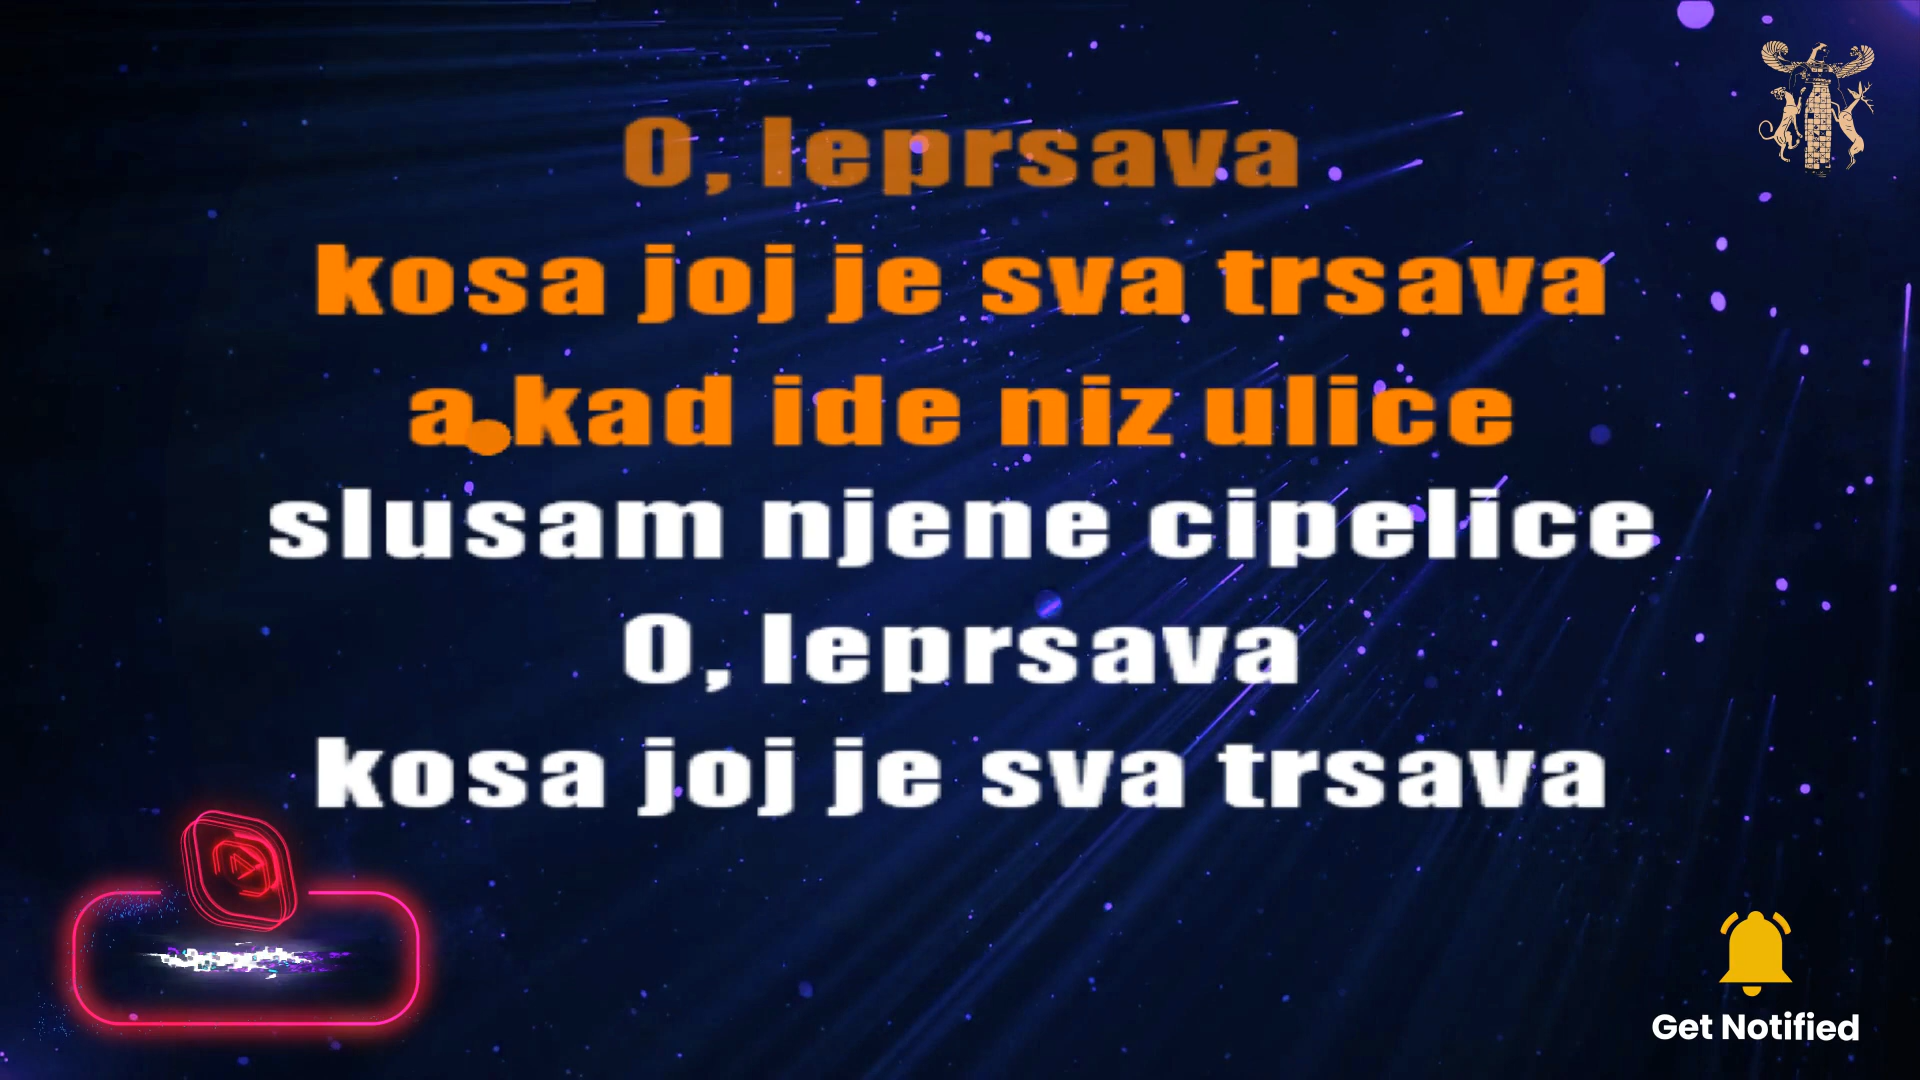 O, leprsava
kosa joj je sva trsava
a kad ide niz ulice
slusam njene cipelice
O, leprsava
kosa joj je sva trsava
Get Notified